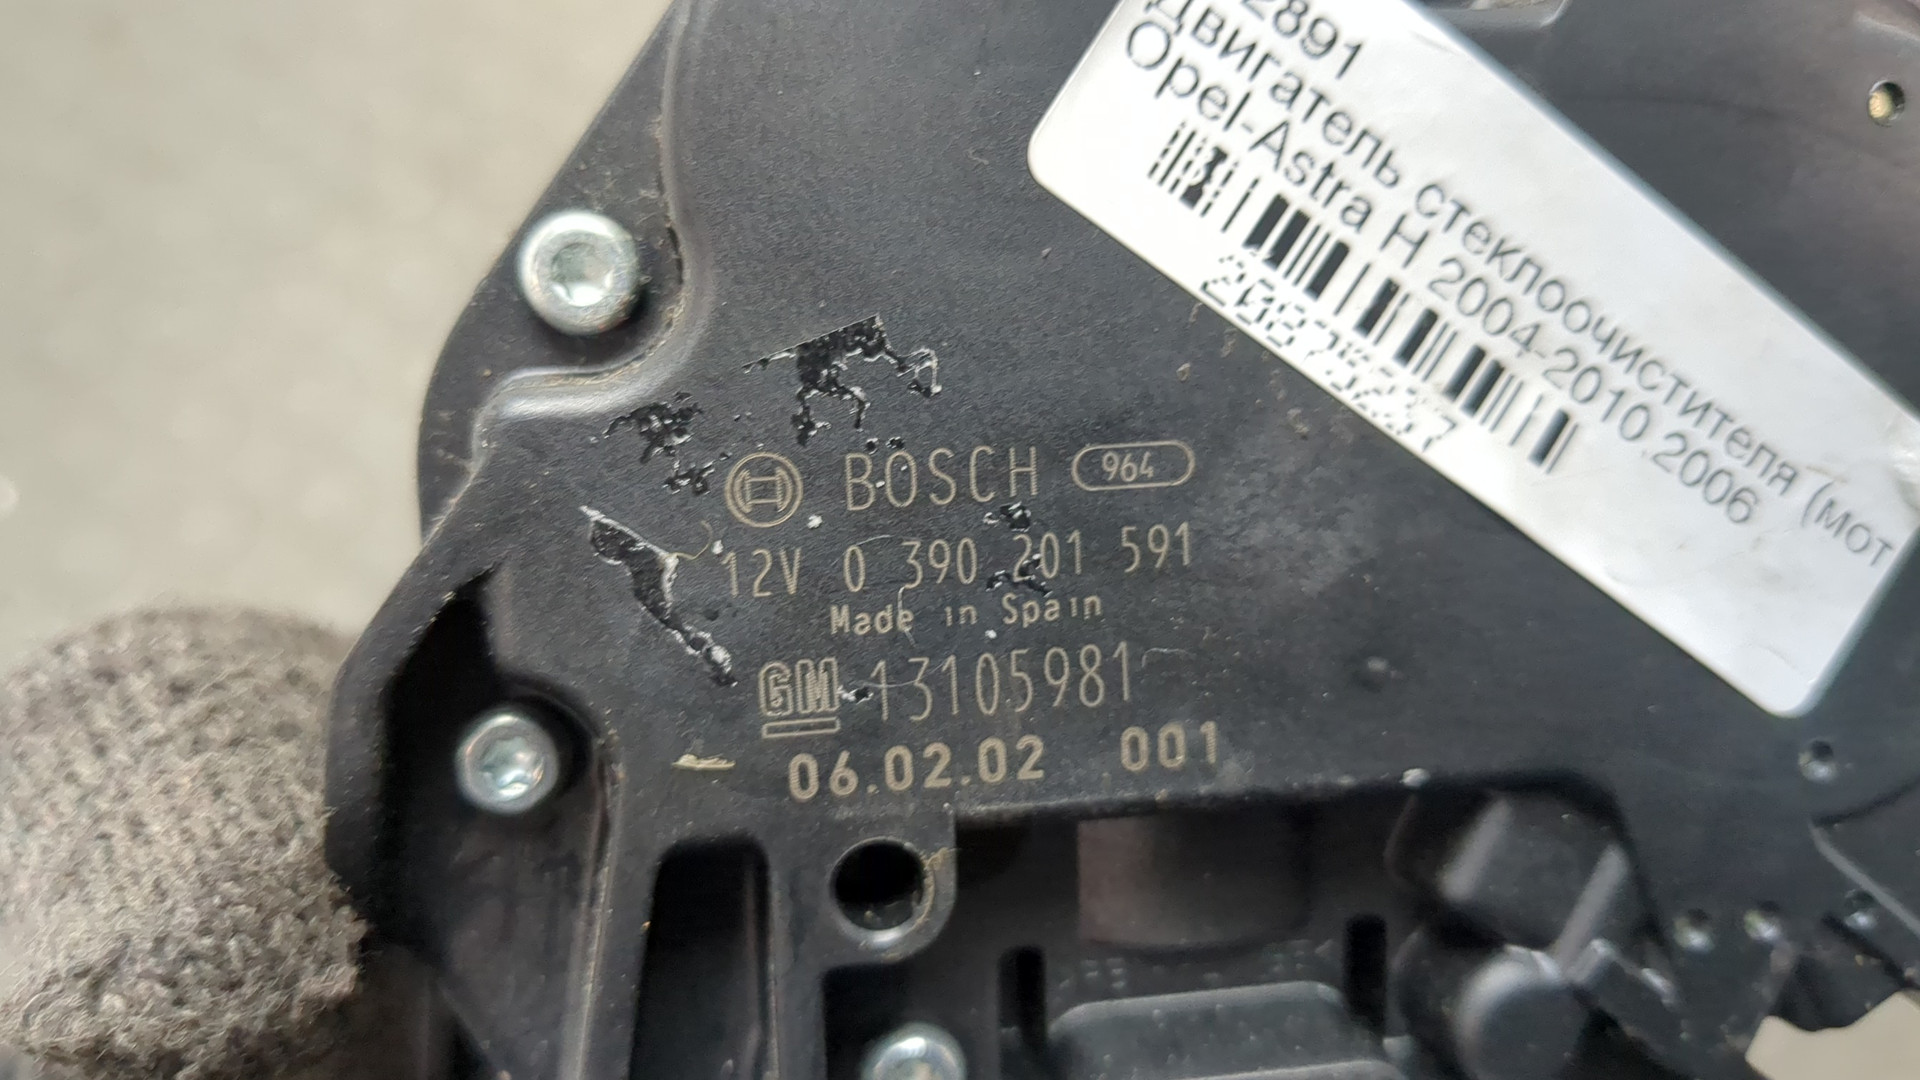 2891
Двигатель стеклоочистителя (мот
Opel-Astra H 2004-2010.2006
BOSCH 964
12V 0 390 201 591
Made in Spain
GM 13105981
06.02.02 001